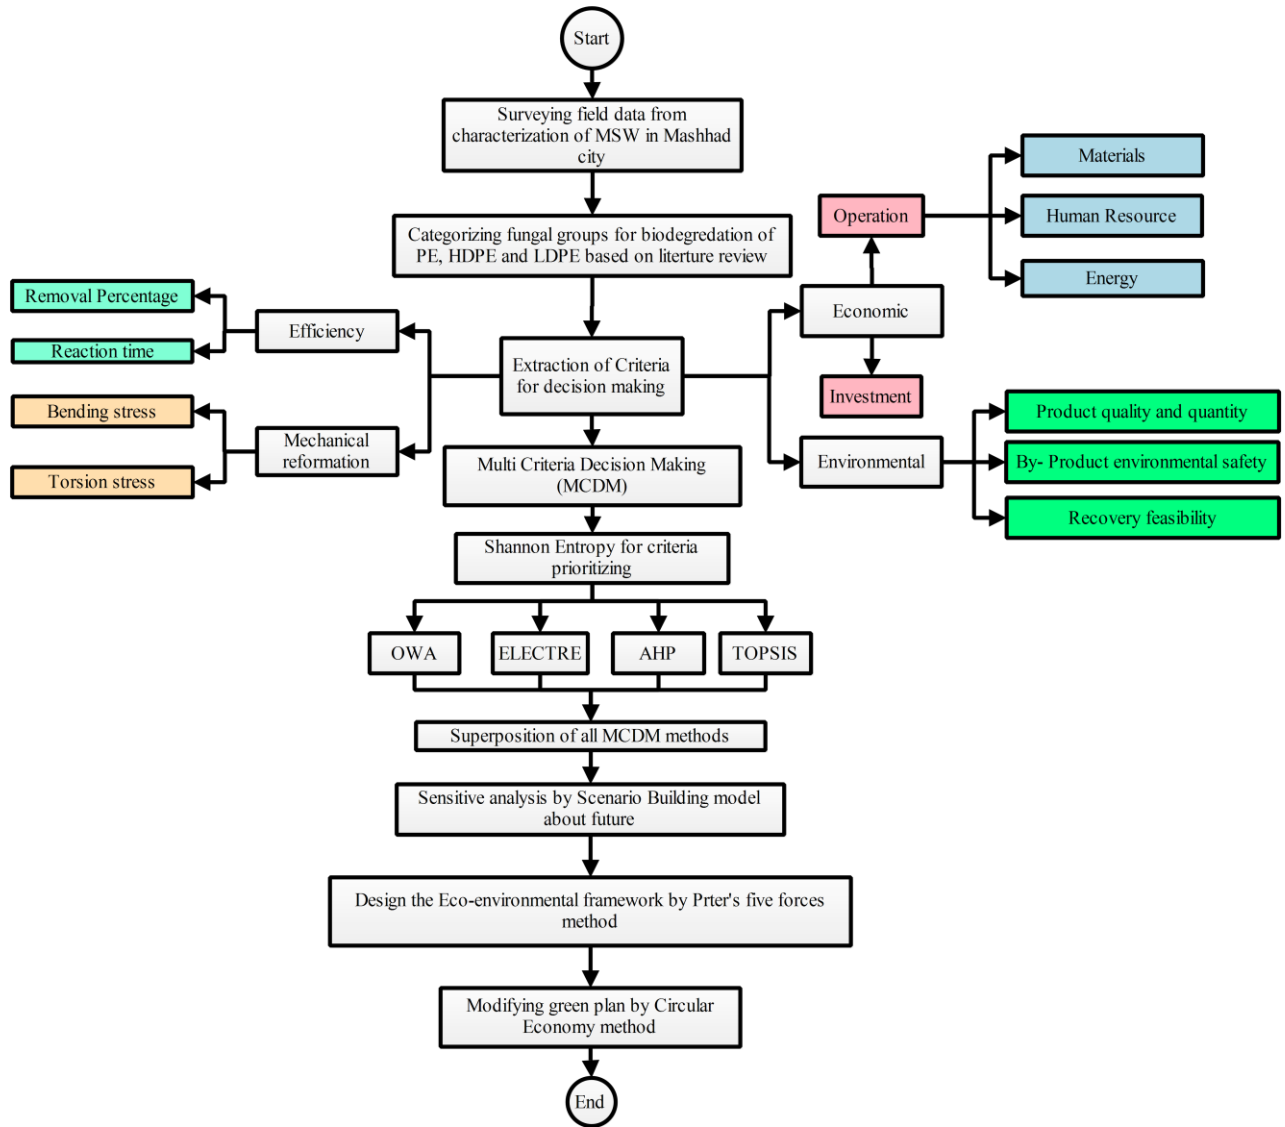 Start
Surveying field data from
characterization of MSW in Mashhad
city
Categorizing fungal groups for biodegredation of
PE, HDPE and LDPE based on literture review
Extraction of Criteria
for decision making
Efficiency
Removal Percentage
Reaction time
Mechanical
reformation
Bending stress
Torsion stress
Economic
Operation
Materials
Human Resource
Energy
Investment
Environmental
Product quality and quantity
By- Product environmental safety
Recovery feasibility
Multi Criteria Decision Making
(MCDM)
Shannon Entropy for criteria
prioritizing
OWA
ELECTRE
AHP
TOPSIS
Superposition of all MCDM methods
Sensitive analysis by Scenario Building model
about future
Design the Eco-environmental framework by Prter's five forces
method
Modifying green plan by Circular
Economy method
End